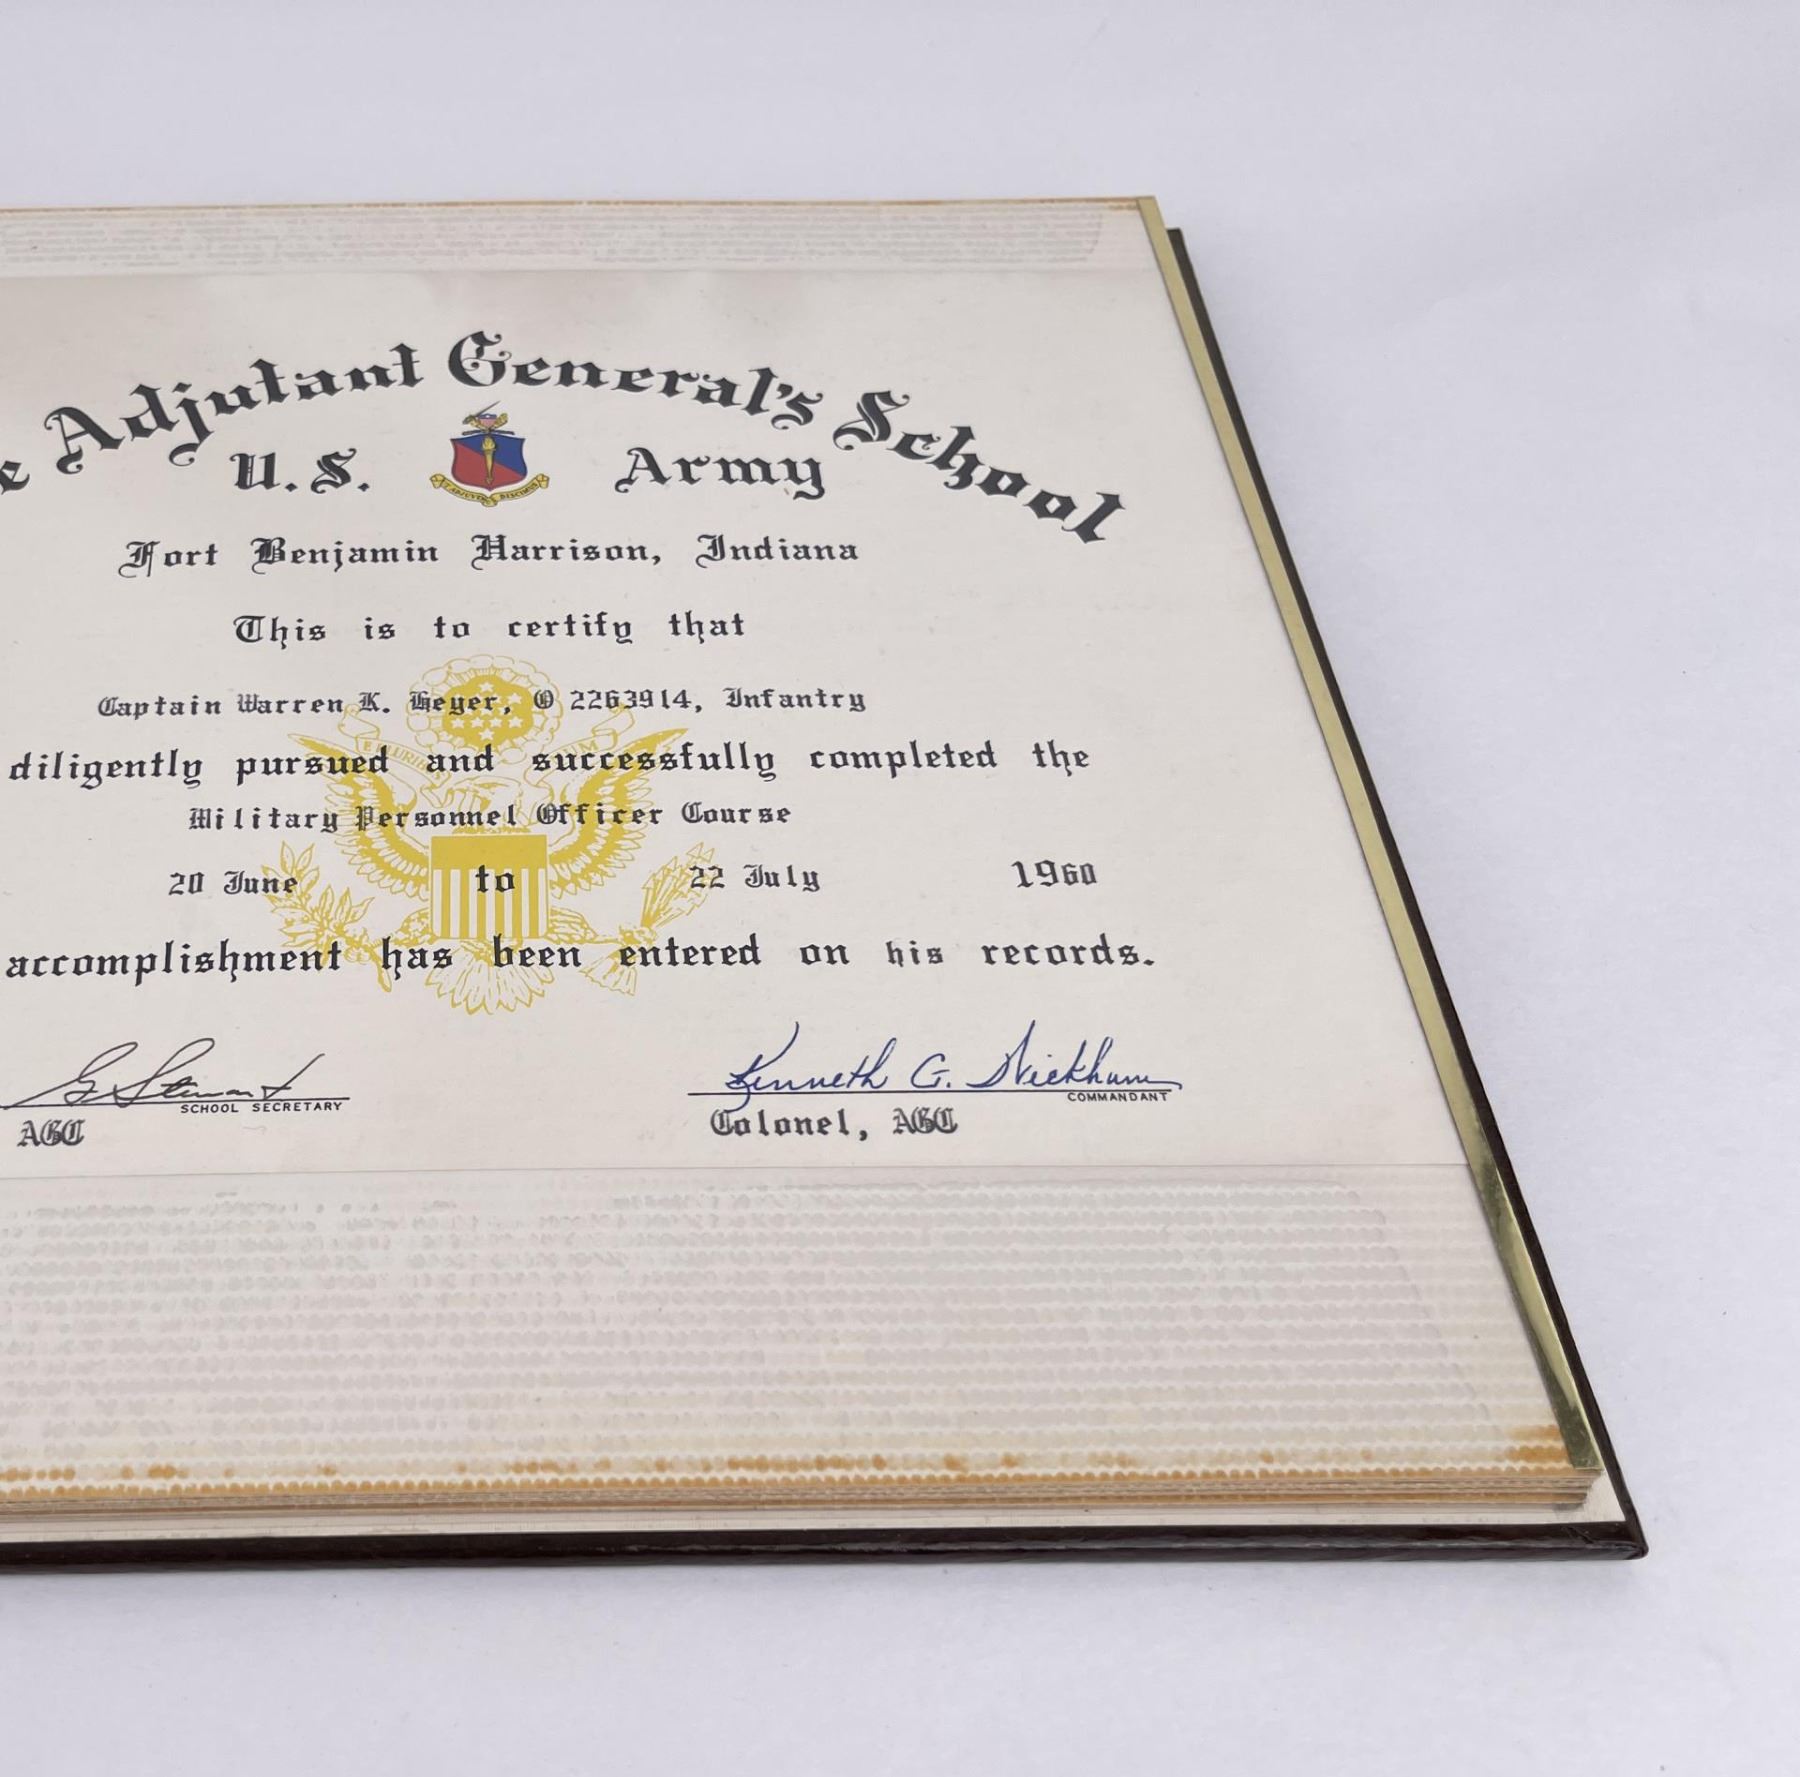 Adjutant General's School
U.S. Army
Fort Benjamin Harrison, Indiana
This is to certify that
Captain Warren K. Heyer, O 2263914, Infantry
diligently pursued and successfully completed the
Military Personnel Officer Course
20 June to 22 July 1960
accomplishment has been entered on his records.
G Stewart Kenneth G. Wickham
SCHOOL SECRETARY COMMANDANT
AGC Colonel, AGC